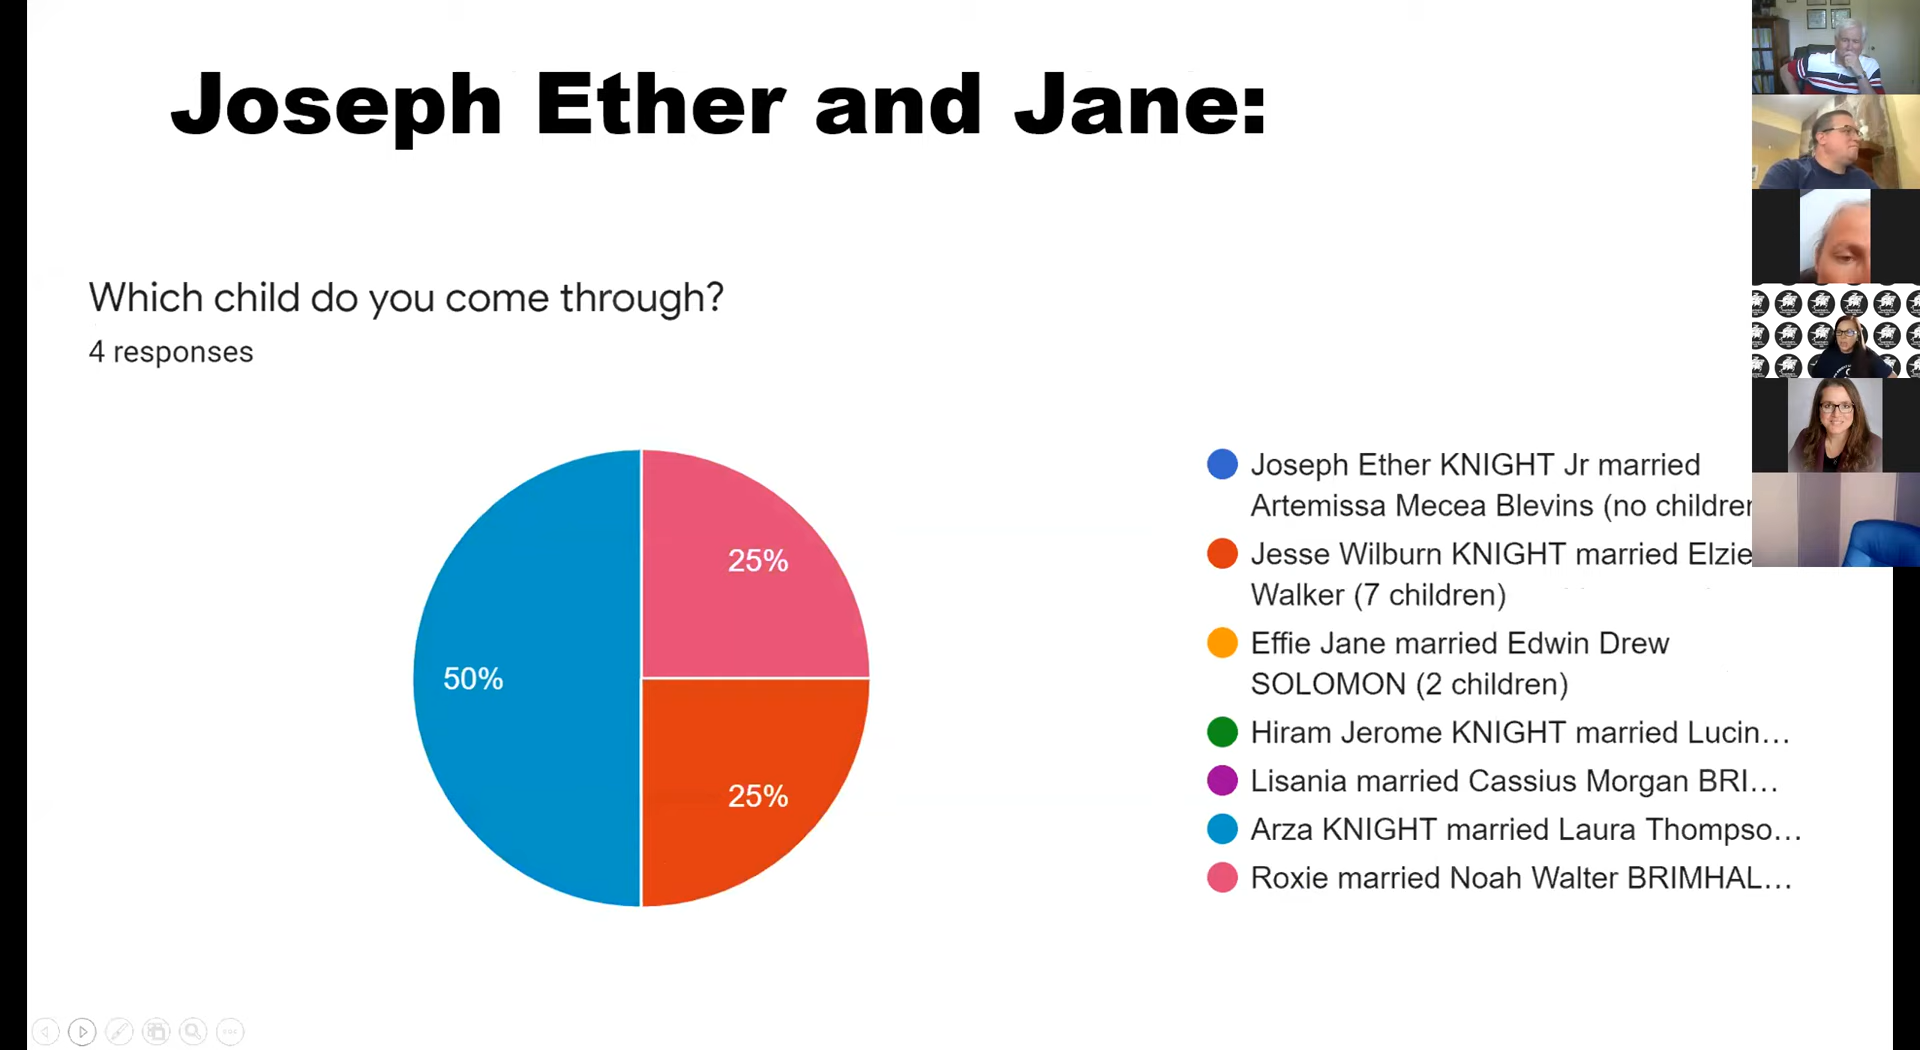 Joseph Ether and Jane:
Which child do you come through?
4 responses
25%
50%
25%
Joseph Ether KNIGHT Jr married
Artemissa Mecea Blevins (no
Jesse Wilburn KNIGHT married Elzie
Walker (7 children)
Effie Jane married Edwin Drew
SOLOMON (2 children)
Hiram Jerome KNIGHT married Lucin…
Lisania married Cassius Morgan BRI…
Arza KNIGHT married Laura Thompso…
Roxie married Noah Walter BRIMHAL…